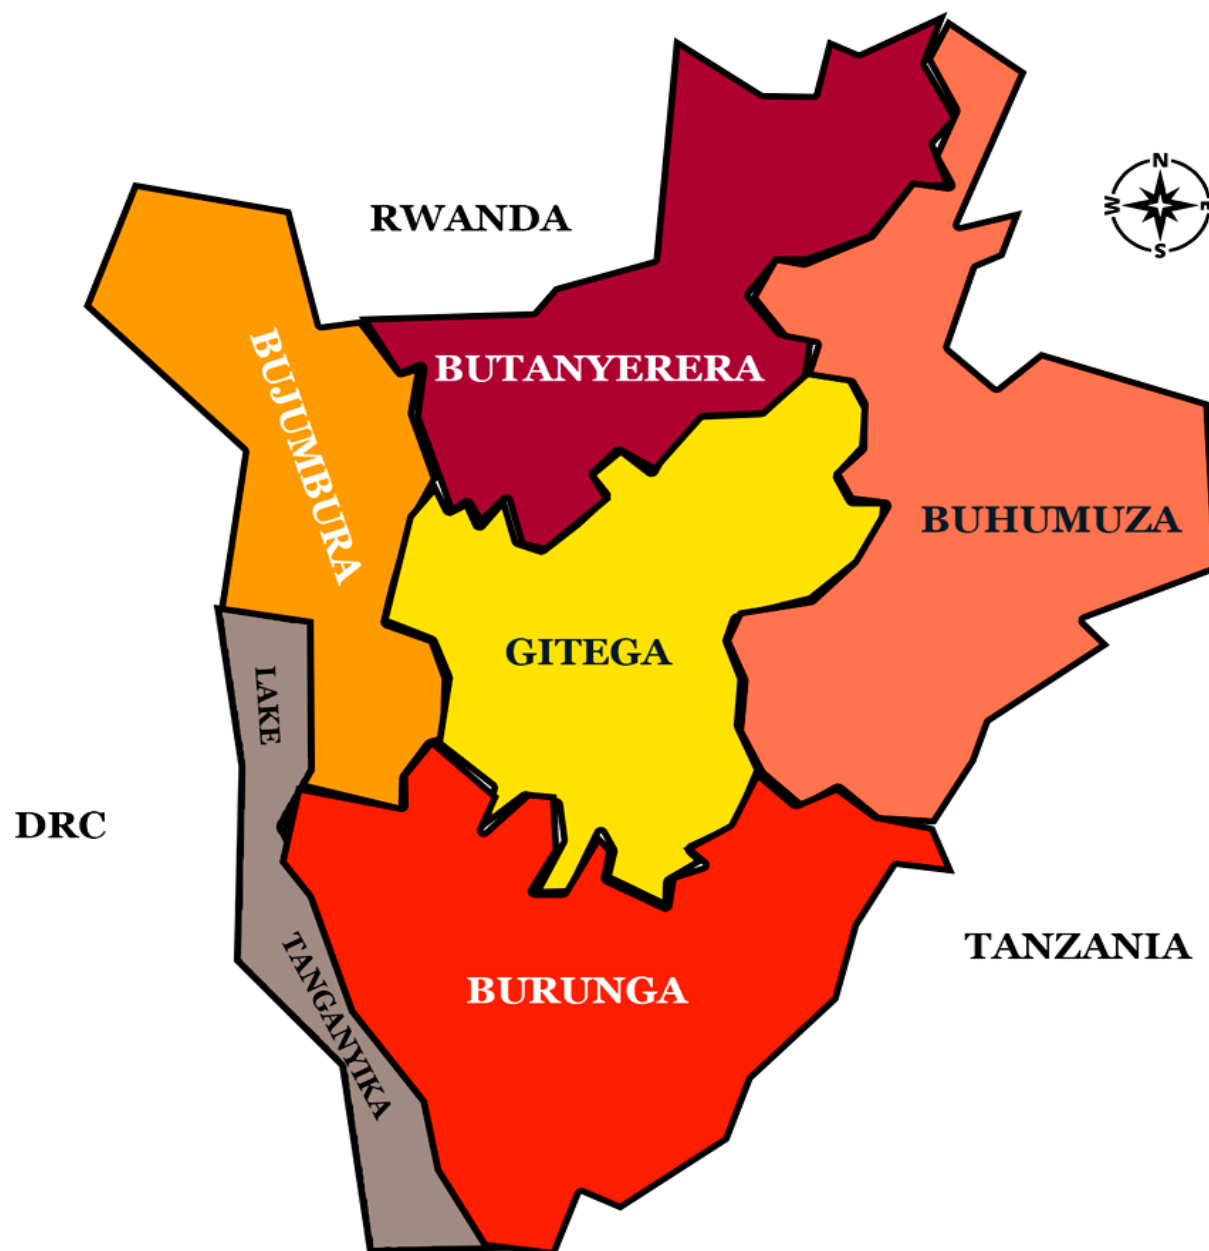 N
W
E
S
RWANDA
BUTANYERERA
BUJUMBURA
BUHUMUZA
GITEGA
LAKE
DRC
TANZANIA
BURUNGA
TANGANYIKA